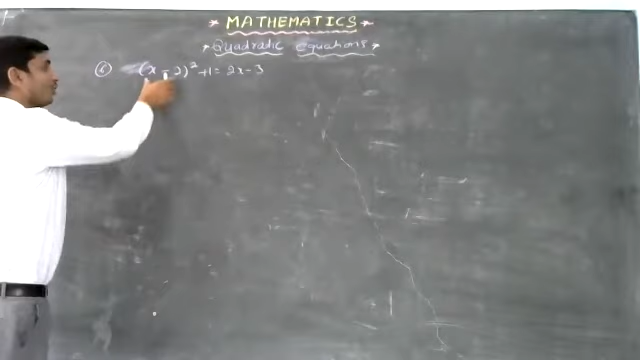 * MATHEMATICS *
* Quadratic Equations *
⑥ (x - 2)² + 1 = 2x - 3